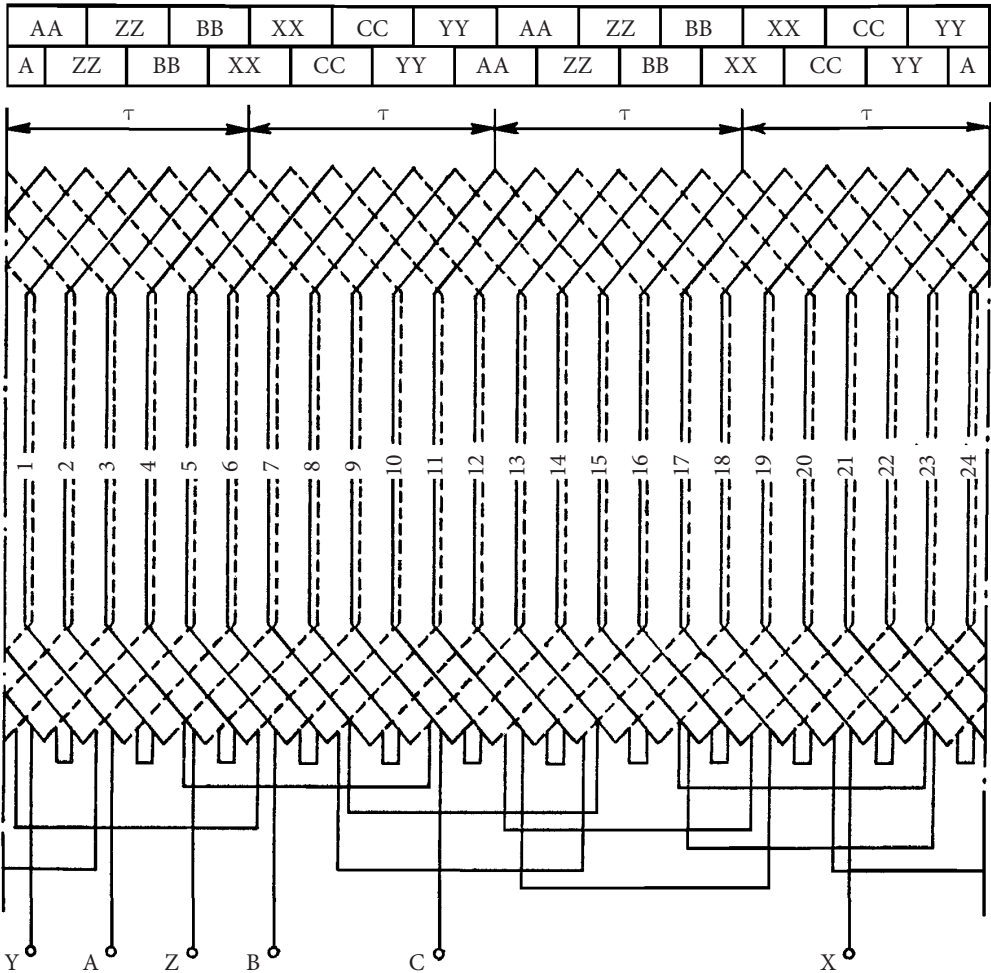 AA ZZ BB XX CC YY AA ZZ BB XX CC YY
A ZZ BB XX CC YY AA ZZ BB XX CC YY A
τ τ τ τ
1 2 3 4 5 6 7 8 9 10 11 12 13 14 15 16 17 18 19 20 21 22 23 24
Y A Z B C X